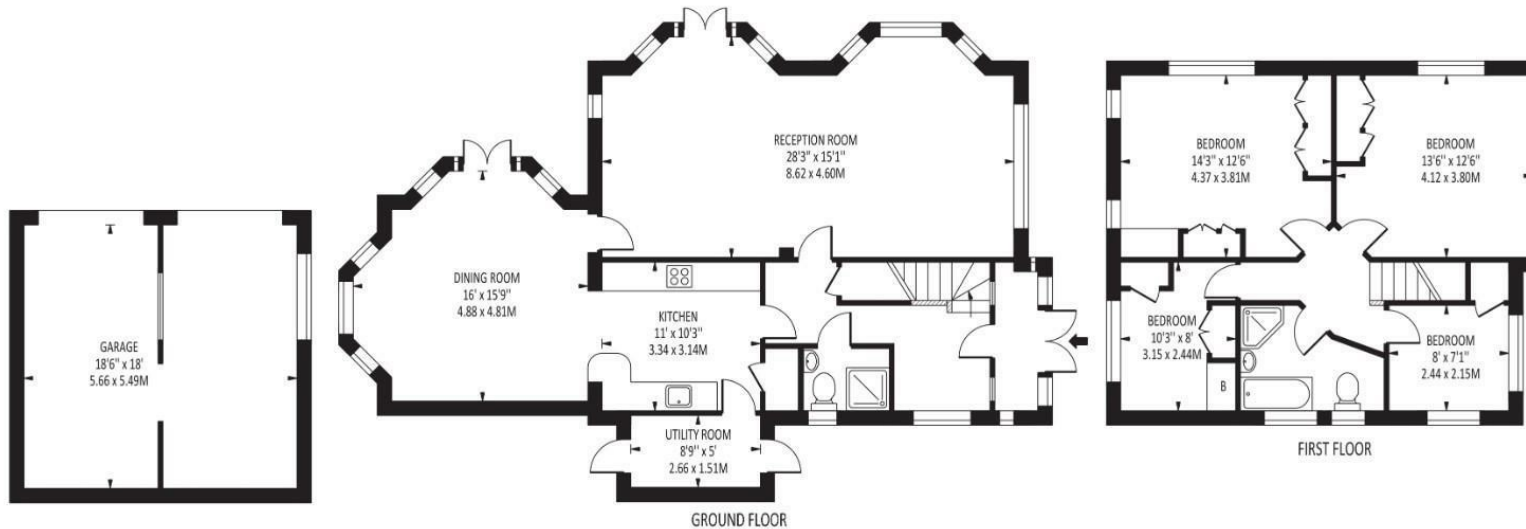 GARAGE
18'6" x 18'
5.66 x 5.49M
DINING ROOM
16' x 15'9"
4.88 x 4.81M
RECEPTION ROOM
28'3" x 15'1"
8.62 x 4.60M
KITCHEN
11' x 10'3"
3.34 x 3.14M
UTILITY ROOM
8'9" x 5'
2.66 x 1.51M
GROUND FLOOR
BEDROOM
14'3" x 12'6"
4.37 x 3.81M
BEDROOM
13'6" x 12'6"
4.12 x 3.80M
BEDROOM
10'3" x 8'
3.15 x 2.44M
B
BEDROOM
8' x 7'1"
2.44 x 2.15M
FIRST FLOOR